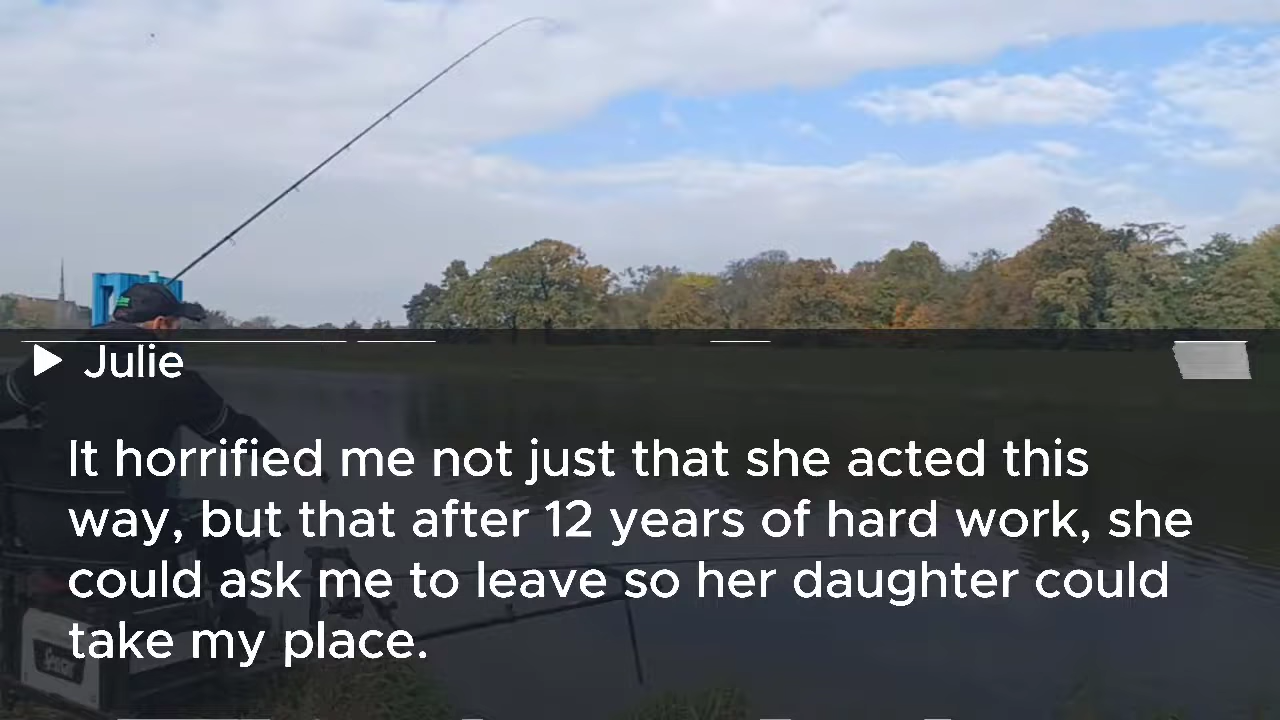 Julie
It horrified me not just that she acted this
way, but that after 12 years of hard work, she
could ask me to leave so her daughter could
take my place.